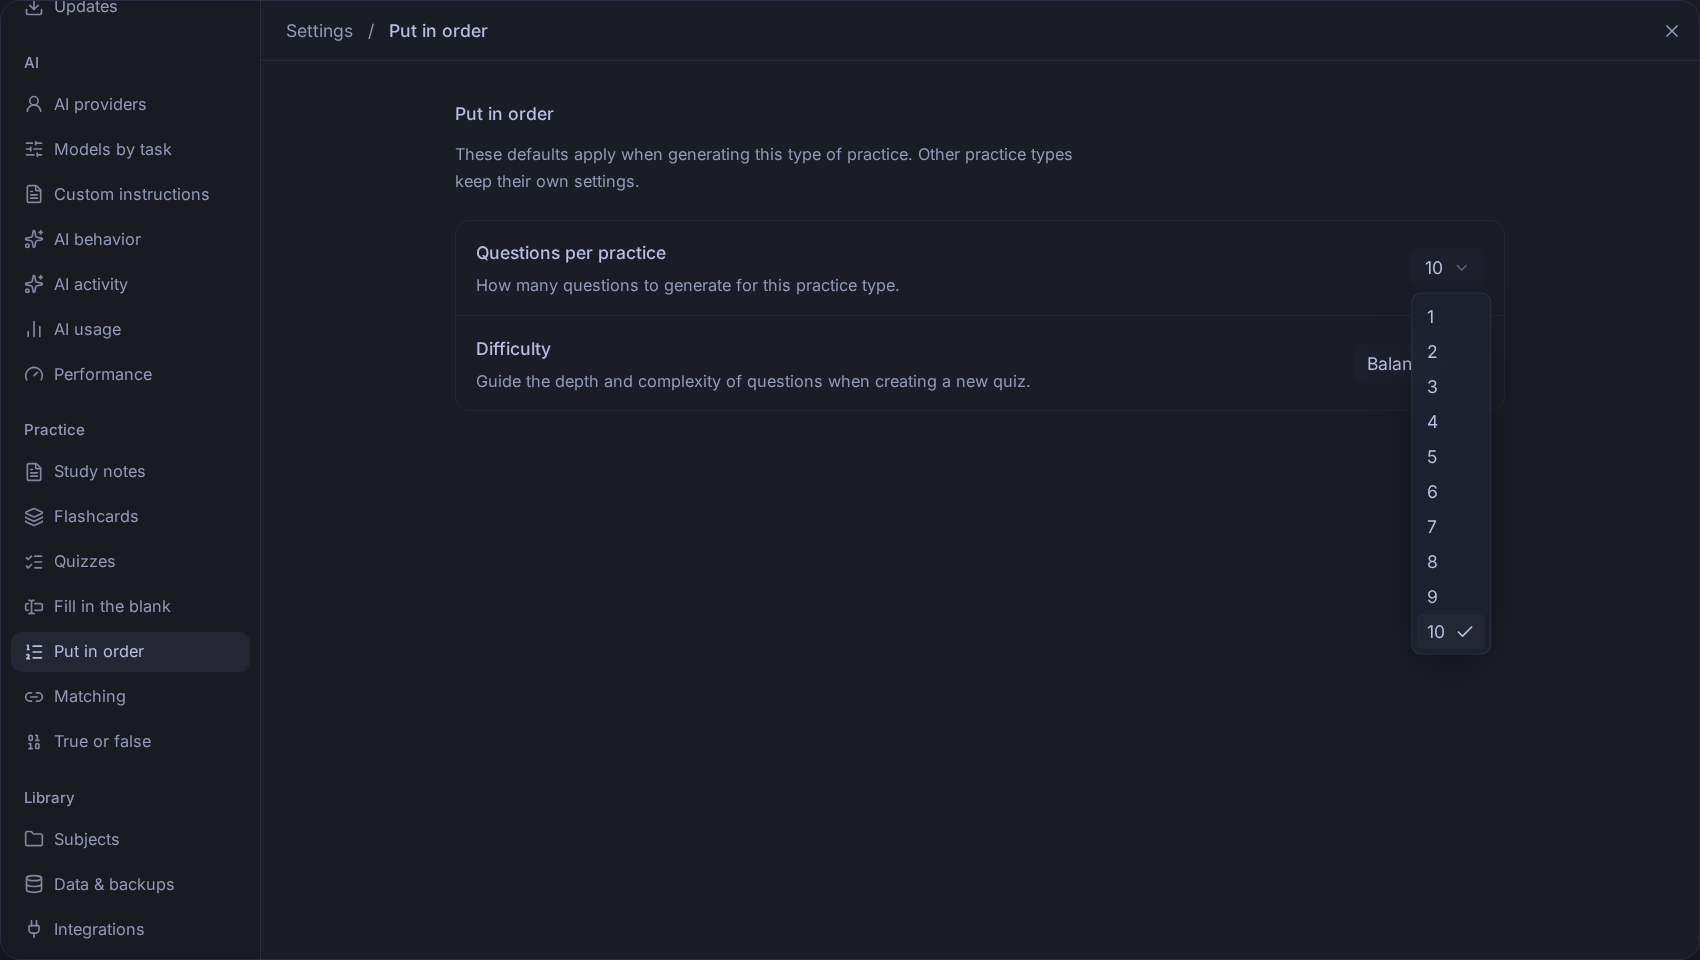 Updates
AI
AI providers
Models by task
Custom instructions
AI behavior
AI activity
AI usage
Performance
Practice
Study notes
Flashcards
Quizzes
Fill in the blank
Put in order
Matching
True or false
Library
Subjects
Data & backups
Integrations
Settings / Put in order
Put in order
These defaults apply when generating this type of practice. Other practice types
keep their own settings.
Questions per practice
How many questions to generate for this practice type.
10
Difficulty
Guide the depth and complexity of questions when creating a new quiz.
Balan
1
2
3
4
5
6
7
8
9
10